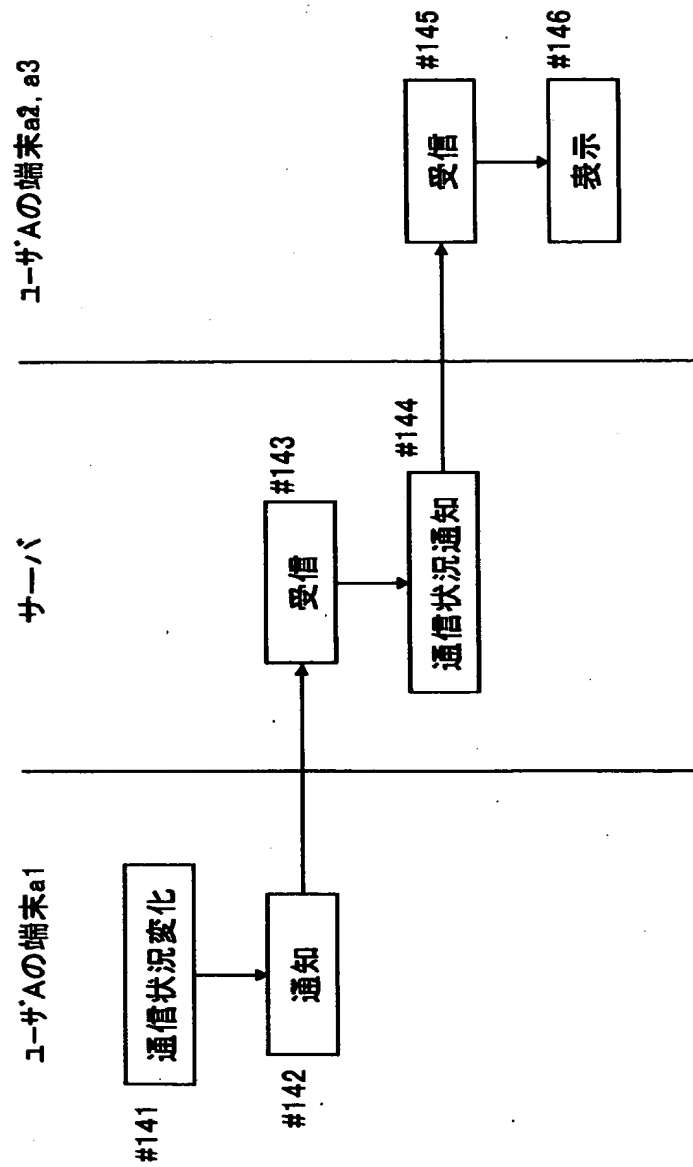 ユーザAの端末a1
サーバ
ユーザAの端末a2, a3
#141
通信状況変化
#142
通知
#143
受信
#144
通信状況通知
#145
受信
#146
表示